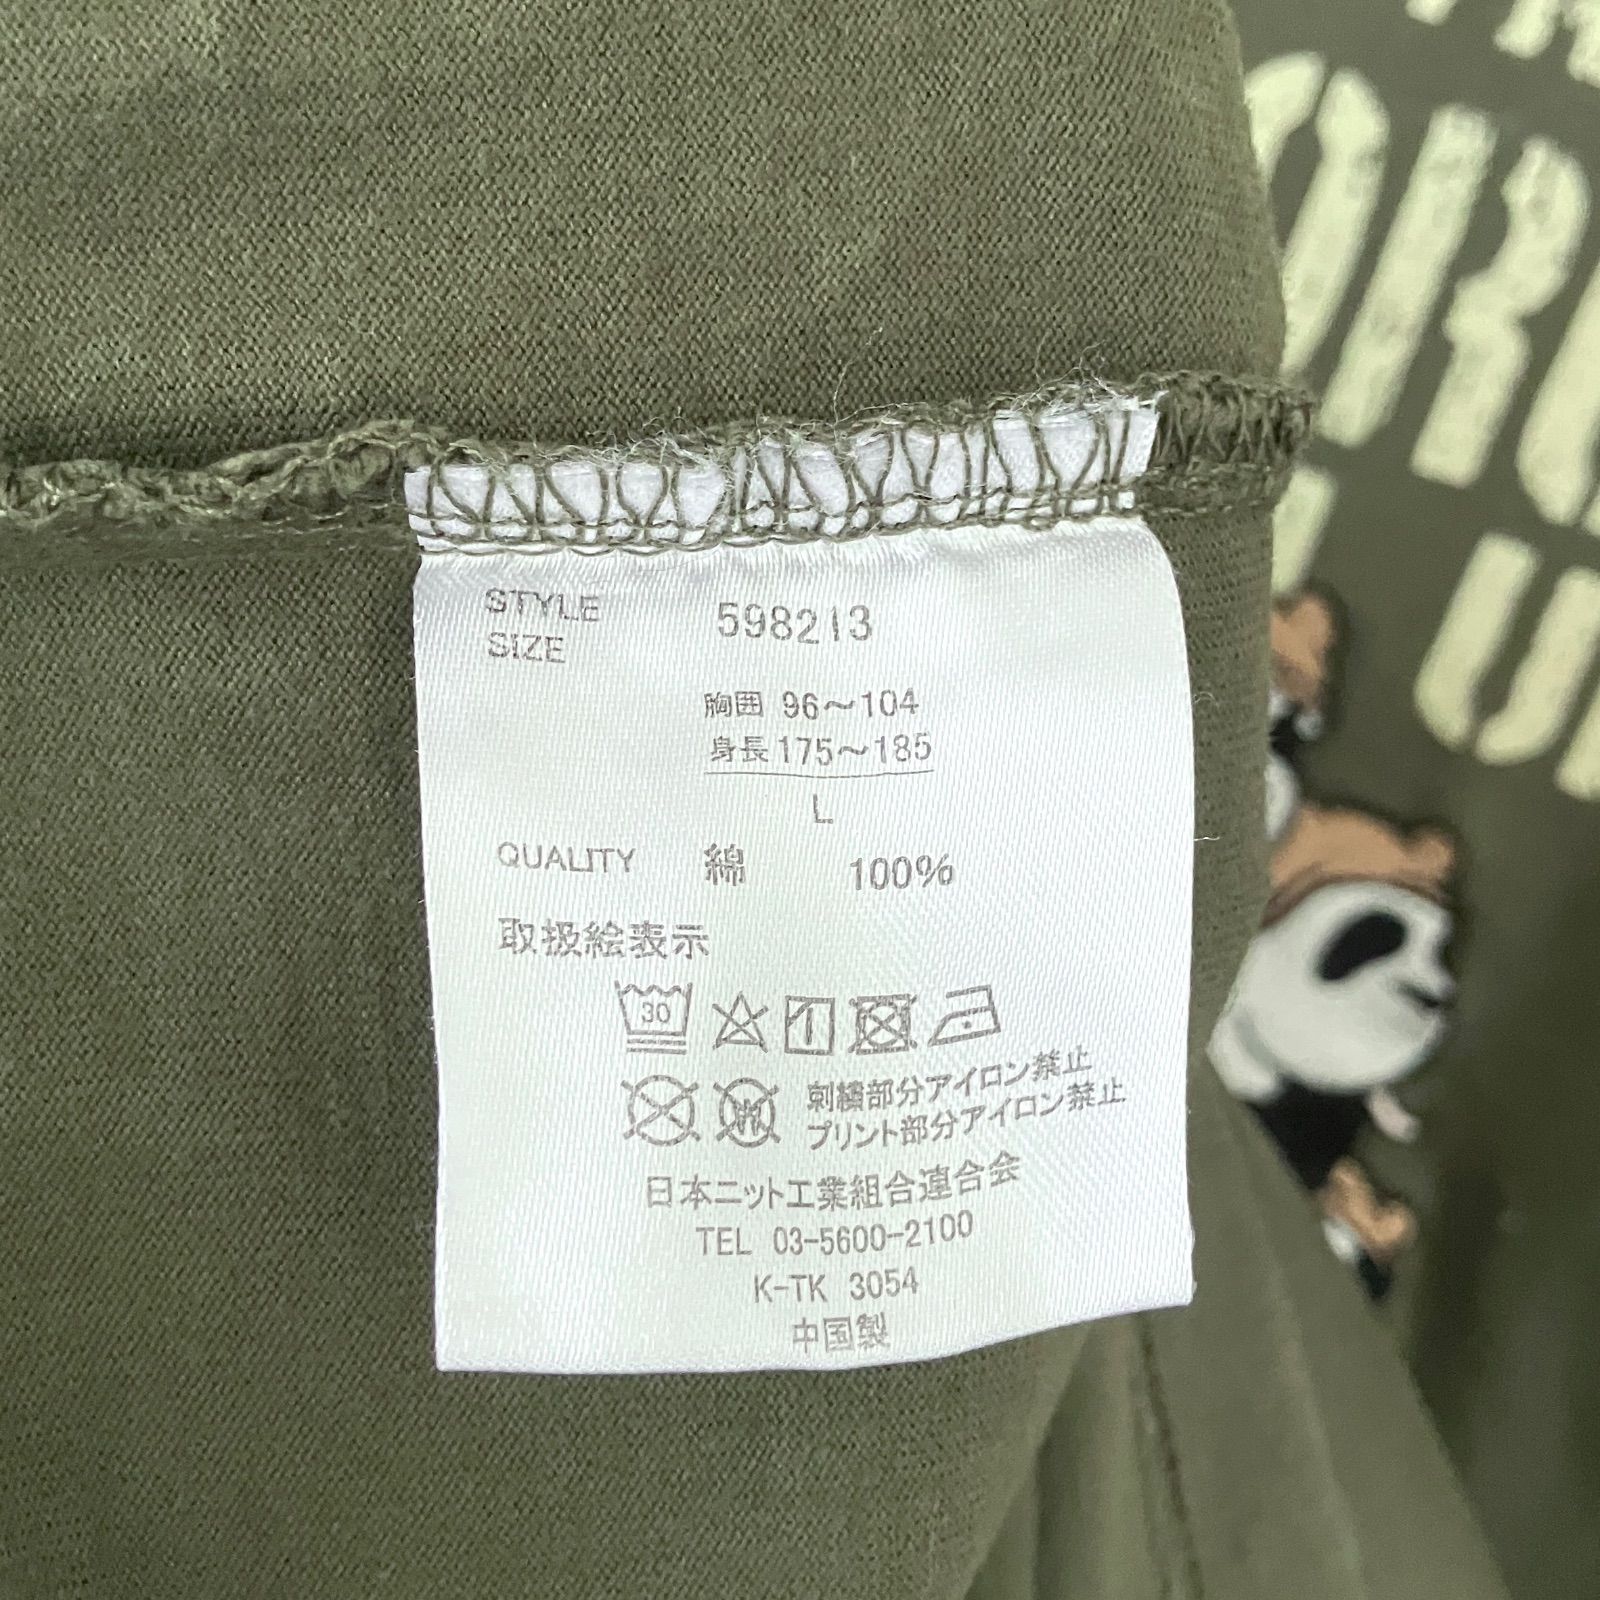 STYLE 598213
SIZE
胸囲 96～104
身長 175～185
L
QUALITY 綿 100%
取扱絵表示
30
刺繍部分アイロン禁止
プリント部分アイロン禁止
日本ニット工業組合連合会
TEL 03-5600-2100
K-TK 3054
中国製